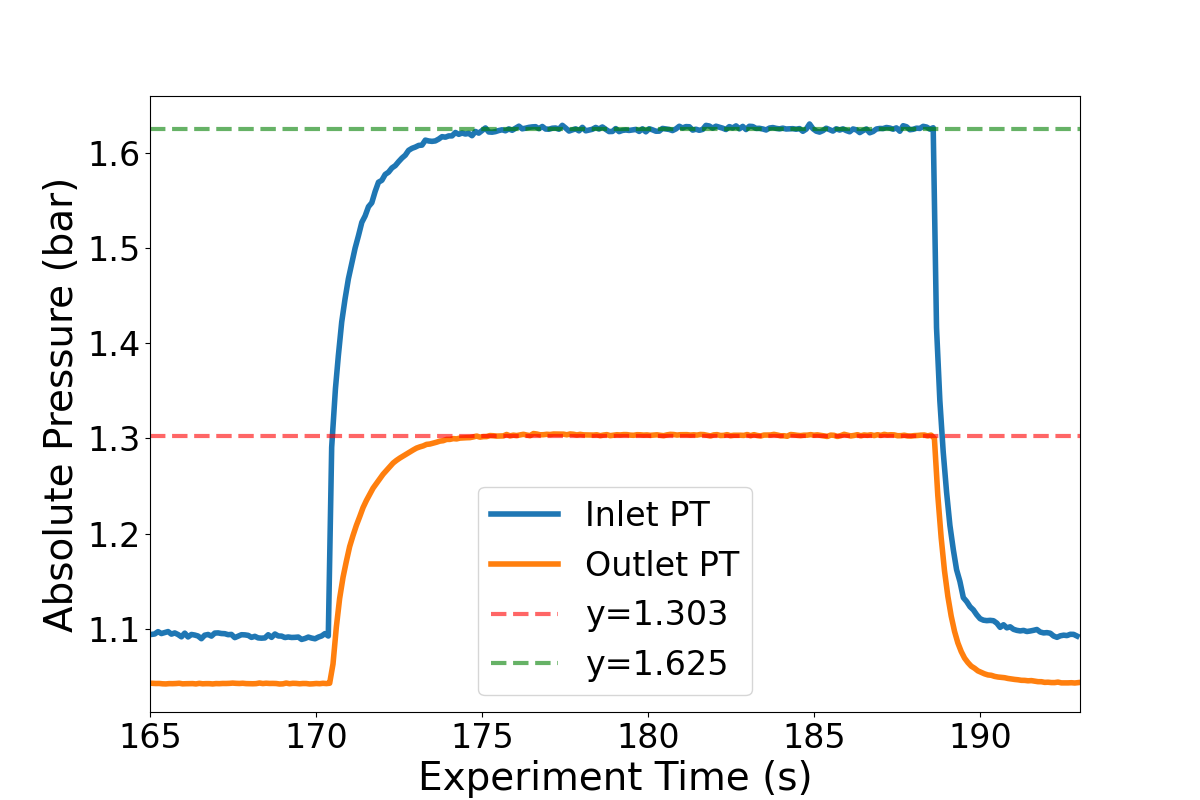 Absolute Pressure (bar)
1.6
1.5
1.4
1.3
1.2
1.1
Inlet PT
Outlet PT
y=1.303
y=1.625
165 170 175 180 185 190
Experiment Time (s)